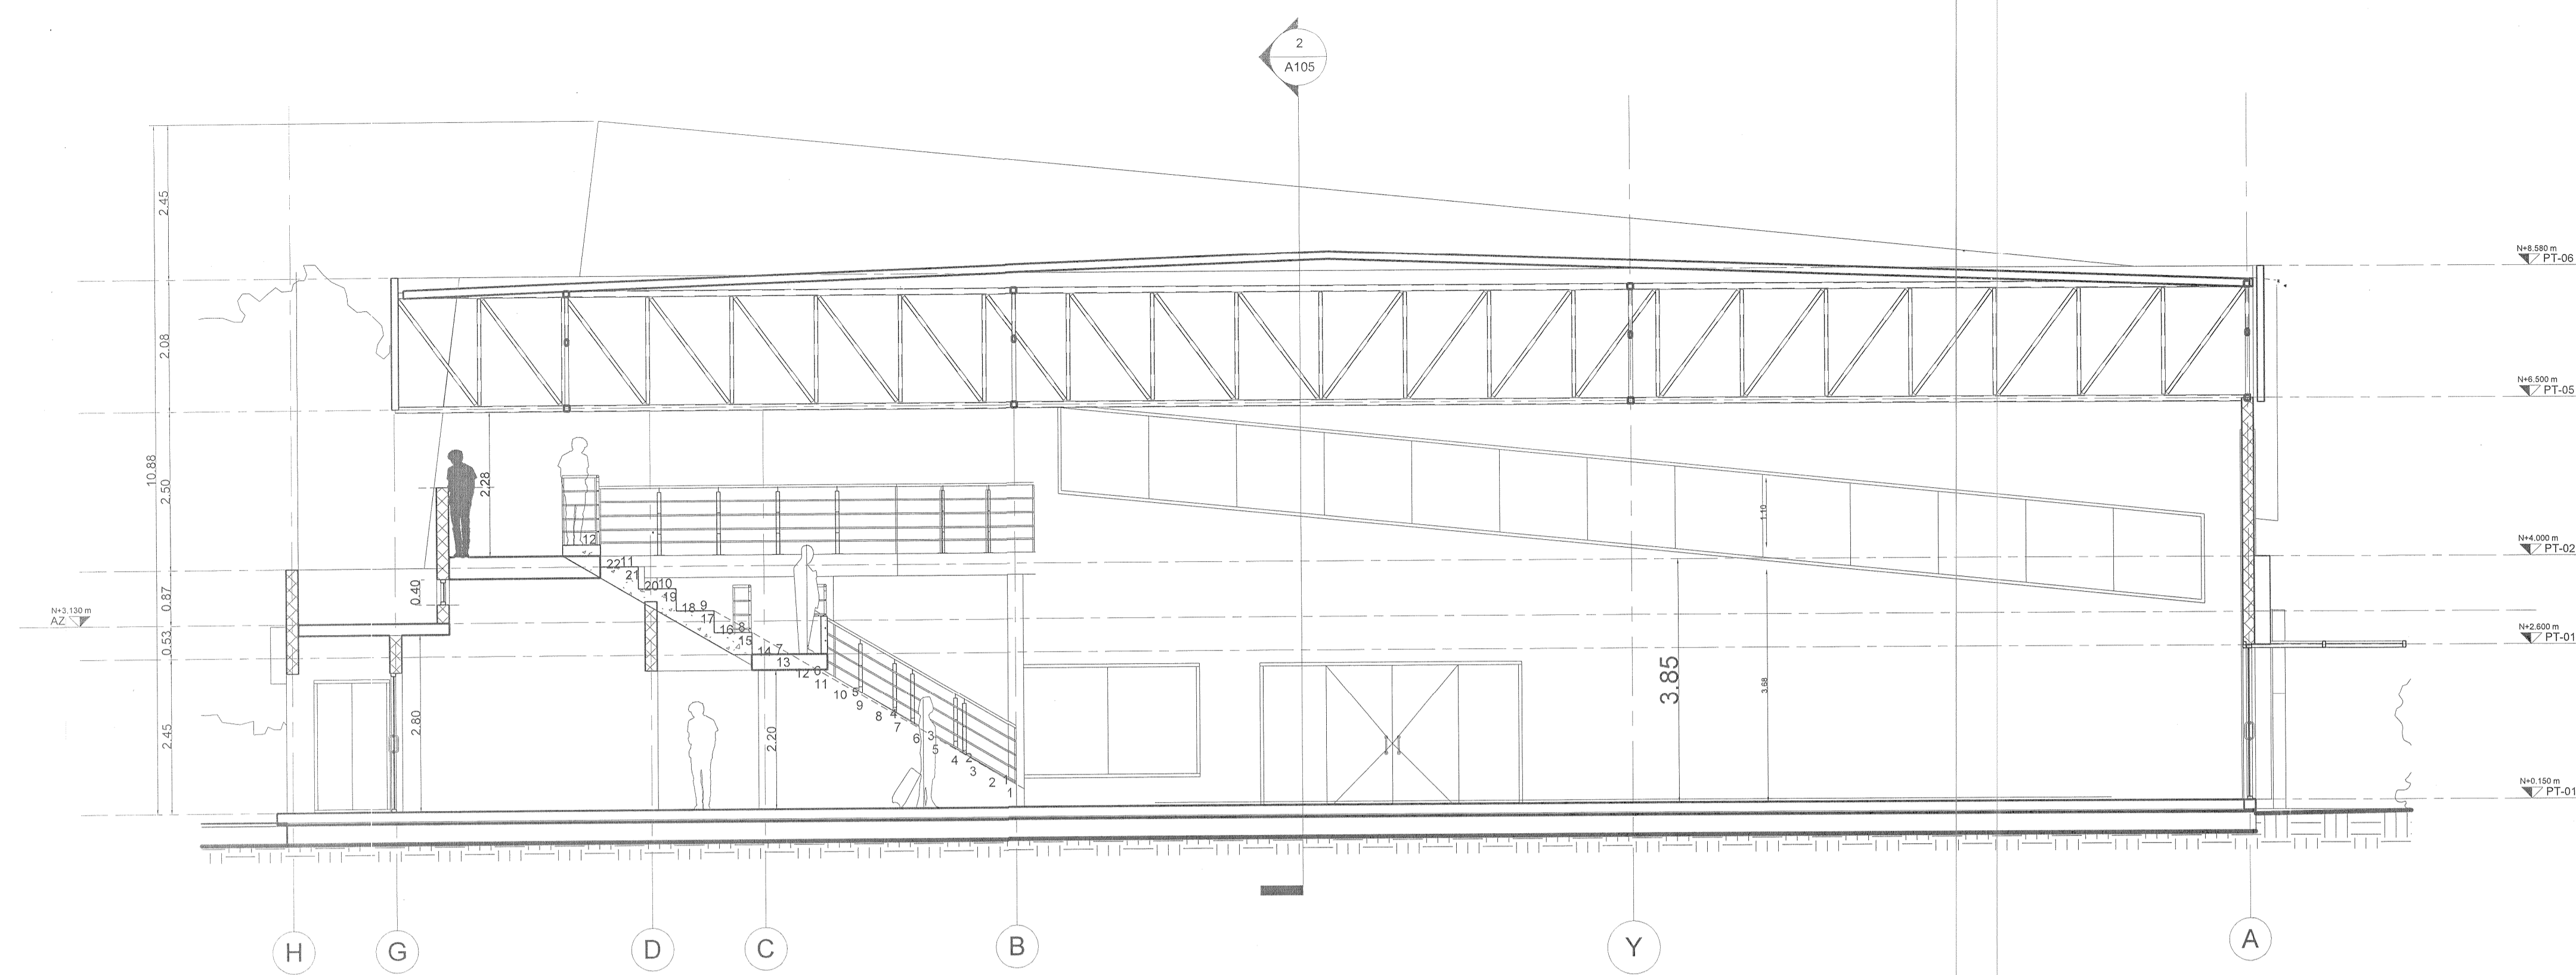 2
A105
N+8.580 m
PT-06
N+6.500 m
PT-05
N+4.000 m
PT-02
N+2.600 m
PT-01
N+0.150 m
PT-01
N+3.130 m
AZ
10.88
2.45
2.08
2.50
0.87
0.53
2.45
2.28
0.40
2.80
2.20
1.10
3.85
3.68
12
22 11
21
20 10
19
18 9
17
16 8
15
14 7
13
12 6
11
10 5
9
8 4
7
6 3
5
4 2
3
2 1
1
H G D C B Y A